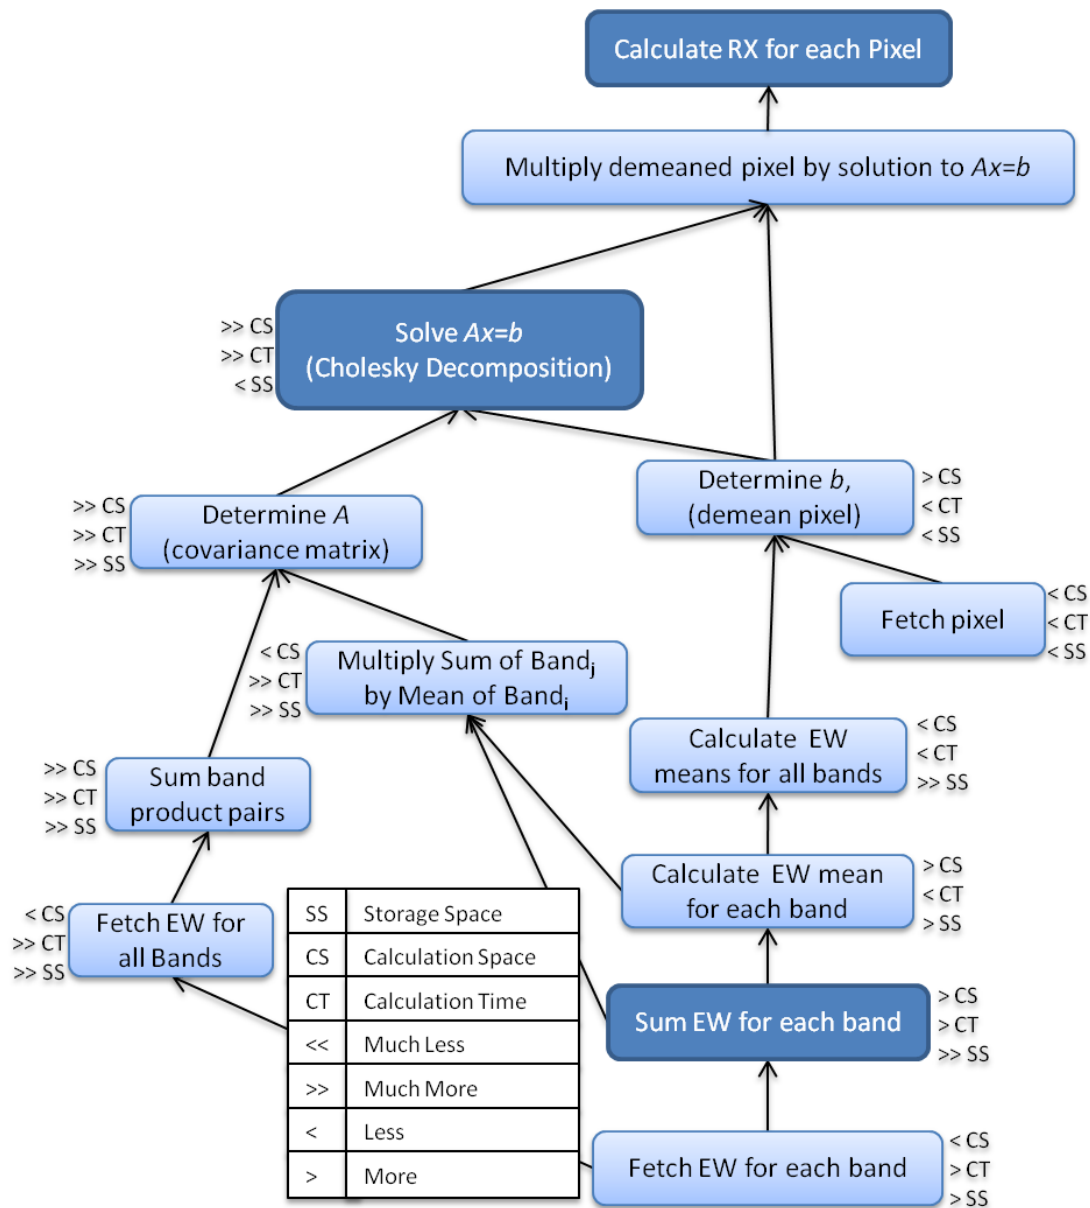 Calculate RX for each Pixel
Multiply demeaned pixel by solution to Ax=b
>> CS
>> CT
< SS
Solve Ax=b
(Cholesky Decomposition)
>> CS
>> CT
>> SS
Determine A
(covariance matrix)
Determine b,
(demean pixel)
> CS
< CT
< SS
Fetch pixel
< CS
< CT
< SS
< CS
>> CT
>> SS
Multiply Sum of Bandj
by Mean of Bandi
Calculate EW
means for all bands
< CS
< CT
>> SS
>> CS
>> CT
>> SS
Sum band
product pairs
Calculate EW mean
for each band
> CS
< CT
> SS
< CS
>> CT
>> SS
Fetch EW for
all Bands
SS Storage Space
CS Calculation Space
CT Calculation Time
<< Much Less
>> Much More
< Less
> More
Sum EW for each band
> CS
> CT
>> SS
Fetch EW for each band
< CS
> CT
> SS